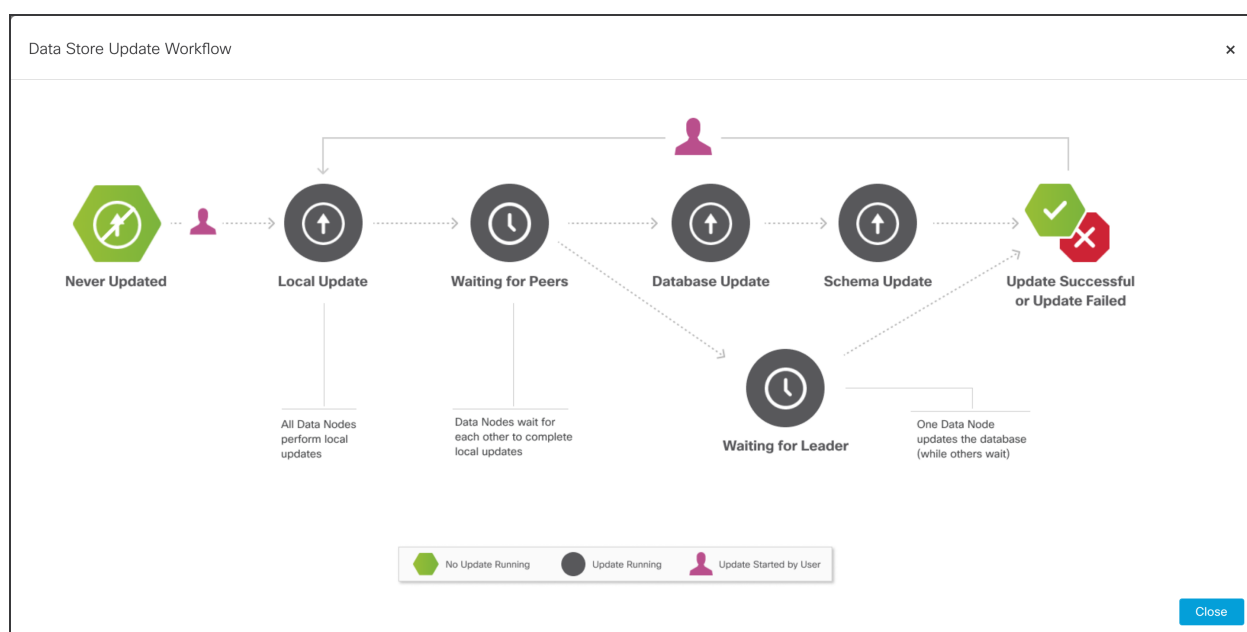 Data Store Update Workflow
×
Never Updated
Local Update
Waiting for Peers
Database Update
Schema Update
Update Successful
or Update Failed
All Data Nodes
perform local
updates
Data Nodes wait for
each other to complete
local updates
Waiting for Leader
One Data Node
updates the database
(while others wait)
No Update Running
Update Running
Update Started by User
Close